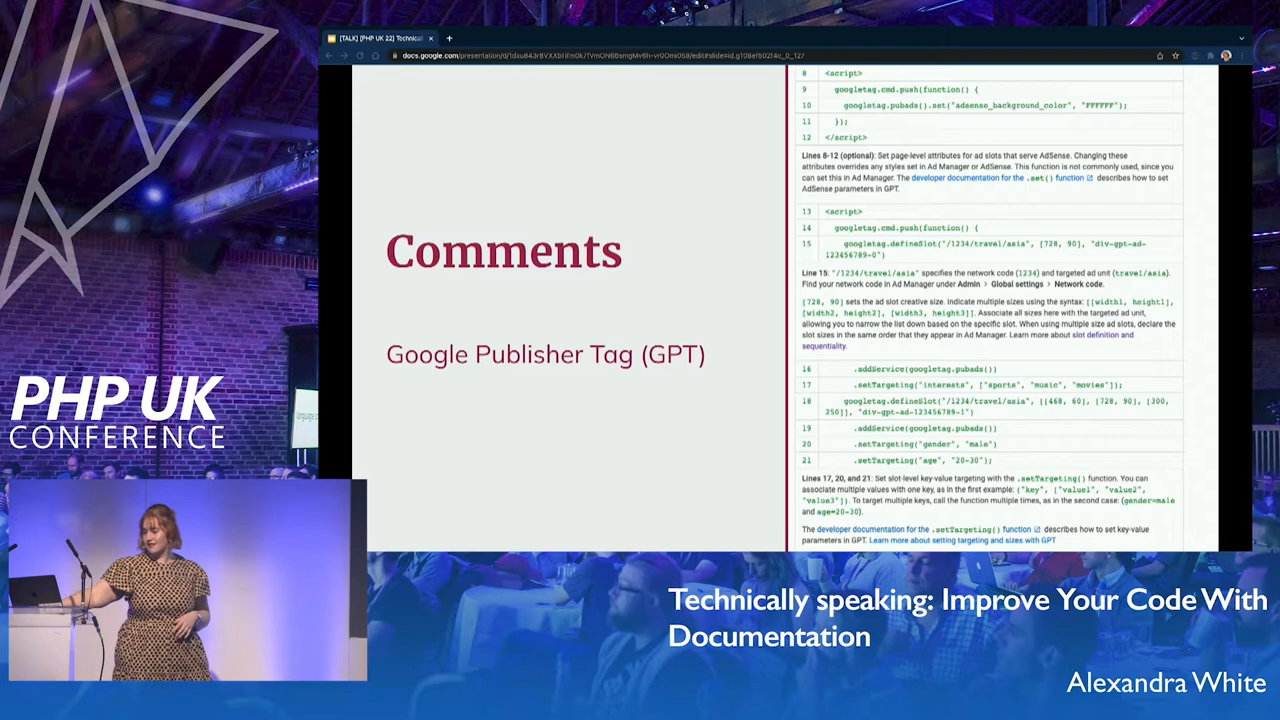 [TALK] [PHP UK 22] Technical
Comments
Google Publisher Tag (GPT)
8 <script>
9 googletag.cmd.push(function() {
10 googletag.pubads().set("adsense_background_color", "FFFFFF");
11 });
12 </script>
Lines 8-12 (optional): Set page-level attributes for ad slots that serve AdSense. Changing these
attributes overrides any styles set in Ad Manager or AdSense. This function is not commonly used, since you
can set this in Ad Manager. The developer documentation for the .set() function describes how to set
AdSense parameters in GPT.
13 <script>
14 googletag.cmd.push(function() {
15 googletag.defineSlot("/1234/travel/asia", [728, 90], "div-gpt-ad-
123456789-0")
Line 15: "/1234/travel/asia" specifies the network code (1234) and targeted ad unit (travel/asia).
Find your network code in Ad Manager under Admin > Global settings > Network code.
[728, 90] sets the ad slot creative size. Indicate multiple sizes using the syntax: [[width1, height1],
[width2, height2], [width3, height3]]. Associate all sizes here with the targeted ad unit,
allowing you to narrow the list down based on the specific slot. When using multiple size ad slots, declare the
slot sizes in the same order that they appear in Ad Manager. Learn more about slot definition and
sequentiality.
16 .addService(googletag.pubads())
17 .setTargeting("interests", ["sports", "music", "movies"]);
18 googletag.defineSlot("/1234/travel/asia", [[468, 60], [728, 90], [300,
250]], "div-gpt-ad-123456789-1")
19 .addService(googletag.pubads())
20 .setTargeting("gender", "male")
21 .setTargeting("age", "20-30");
Lines 17, 20, and 21: Set slot-level key-value targeting with the .setTargeting() function. You can
associate multiple values with one key, as in the first example: ("key", ["value1", "value2",
"value3"]). To target multiple keys, call the function multiple times, as in the second case: (gender=male
and age=20-30).
The developer documentation for the .setTargeting() function describes how to set key-value
parameters in GPT. Learn more about setting targeting and sizes with GPT
PHP UK
CONFERENCE
Technically speaking: Improve Your Code With
Documentation
Alexandra White